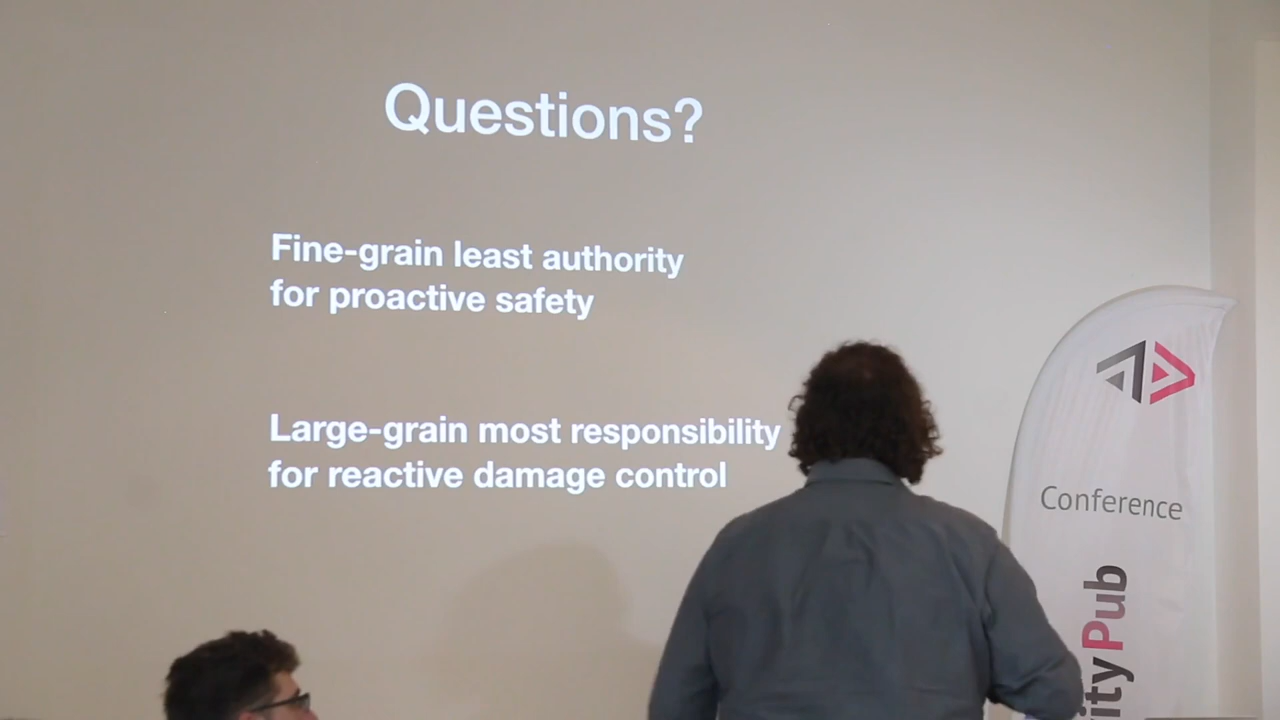 Questions?
Fine-grain least authority
for proactive safety
Large-grain most responsibility
for reactive damage control
Conference
ityPub